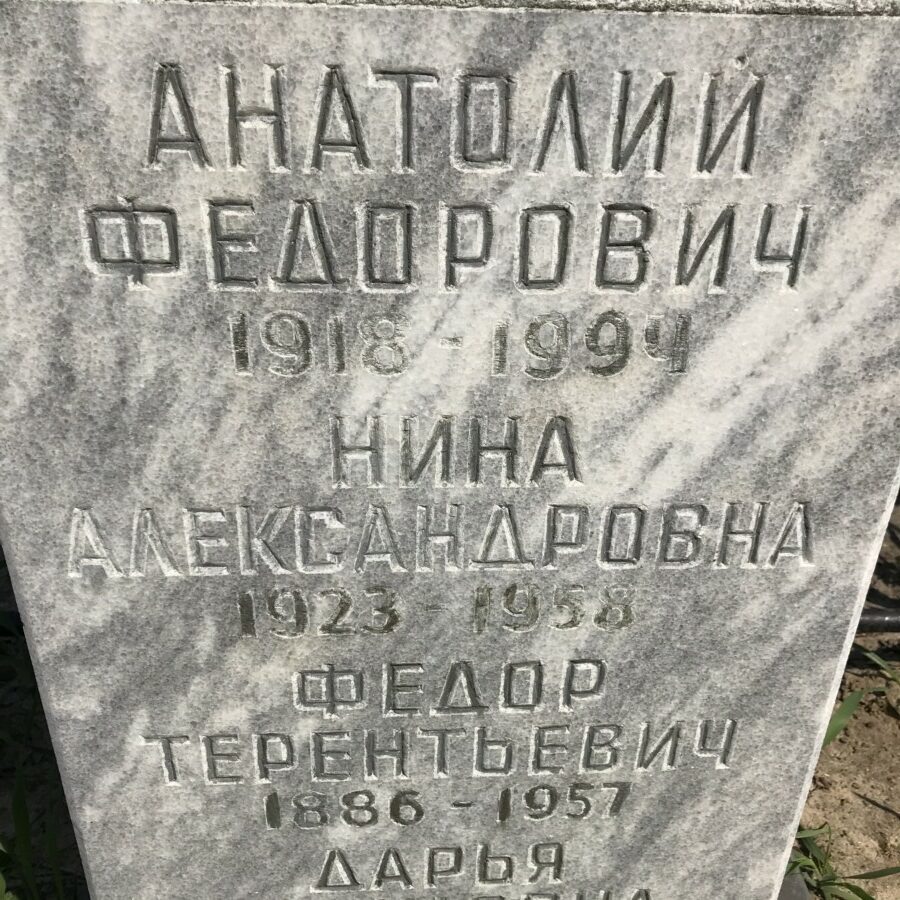 АНАТОЛИЙ
ФЕДОРОВИЧ
1918 - 1994
НИНА
АЛЕКСАНДРОВНА
1923 - 1958
ФЕДОР
ТЕРЕНТЬЕВИЧ
1886 - 1957
ДАРЬЯ